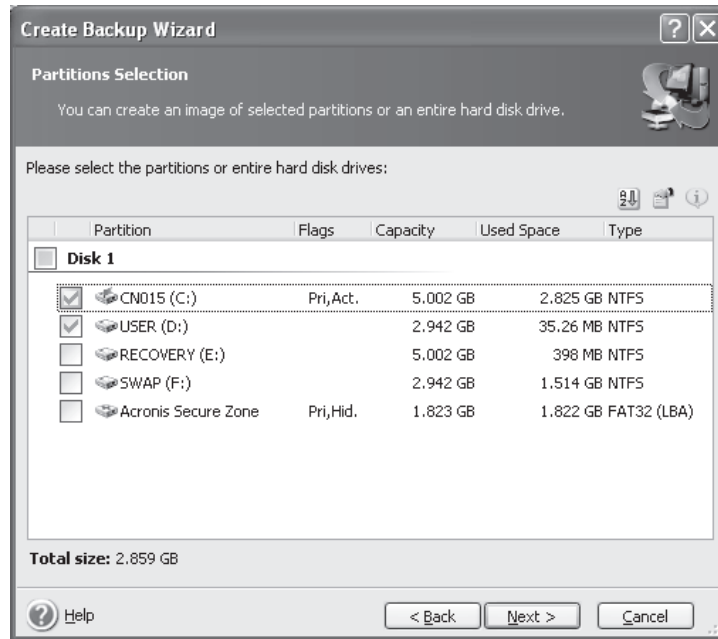 Create Backup Wizard
Partitions Selection
You can create an image of selected partitions or an entire hard disk drive.
Please select the partitions or entire hard disk drives:
Partition Flags Capacity Used Space Type
Disk 1
CN015 (C:) Pri,Act. 5.002 GB 2.825 GB NTFS
USER (D:) 2.942 GB 35.26 MB NTFS
RECOVERY (E:) 5.002 GB 398 MB NTFS
SWAP (F:) 2.942 GB 1.514 GB NTFS
Acronis Secure Zone Pri,Hid. 1.823 GB 1.822 GB FAT32 (LBA)
Total size: 2.859 GB
Help < Back Next > Cancel